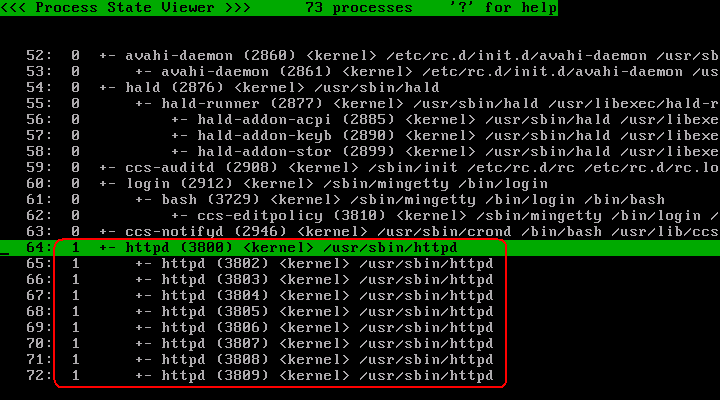 <<< Process State Viewer >>>      73 processes    '?' for help
   52:  0  +- avahi-daemon (2860) <kernel> /etc/rc.d/init.d/avahi-daemon /usr/sb
   53:  0      +- avahi-daemon (2861) <kernel> /etc/rc.d/init.d/avahi-daemon /us
   54:  0  +- hald (2876) <kernel> /usr/sbin/hald
   55:  0      +- hald-runner (2877) <kernel> /usr/sbin/hald /usr/libexec/hald-r
   56:  0          +- hald-addon-acpi (2885) <kernel> /usr/sbin/hald /usr/libexe
   57:  0          +- hald-addon-keyb (2890) <kernel> /usr/sbin/hald /usr/libexe
   58:  0          +- hald-addon-stor (2899) <kernel> /usr/sbin/hald /usr/libexe
   59:  0  +- ccs-auditd (2908) <kernel> /sbin/init /etc/rc.d/rc /etc/rc.d/rc.lo
   60:  0  +- login (2912) <kernel> /sbin/mingetty /bin/login
   61:  0      +- bash (3729) <kernel> /sbin/mingetty /bin/login /bin/bash
   62:  0          +- ccs-editpolicy (3810) <kernel> /sbin/mingetty /bin/login /
   63:  0  +- ccs-notifyd (2946) <kernel> /usr/sbin/crond /bin/bash /usr/lib/ccs
_  64:  1  +- httpd (3800) <kernel> /usr/sbin/httpd
   65:  1      +- httpd (3802) <kernel> /usr/sbin/httpd
   66:  1      +- httpd (3803) <kernel> /usr/sbin/httpd
   67:  1      +- httpd (3804) <kernel> /usr/sbin/httpd
   68:  1      +- httpd (3805) <kernel> /usr/sbin/httpd
   69:  1      +- httpd (3806) <kernel> /usr/sbin/httpd
   70:  1      +- httpd (3807) <kernel> /usr/sbin/httpd
   71:  1      +- httpd (3808) <kernel> /usr/sbin/httpd
   72:  1      +- httpd (3809) <kernel> /usr/sbin/httpd